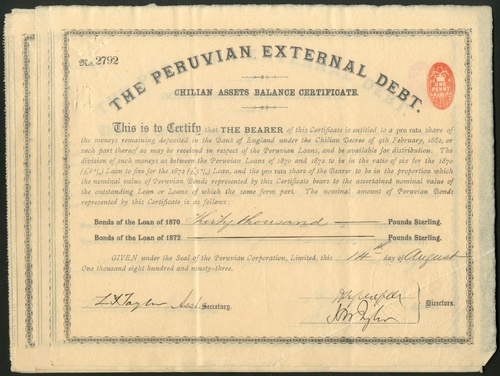 No. 2792
THE PERUVIAN EXTERNAL DEBT.
CHILIAN ASSETS BALANCE CERTIFICATE.
ONE PENNY
This is to Certify that THE BEARER of this Certificate is entitled to a pro rata share
of the moneys remaining deposited in the Bank of England under the Chilian Decree of 9th February, 1882, or
such part thereof as may be received in respect of the Peruvian Loans, and be available for distribution. The
division of such moneys as between the Peruvian Loans of 1870 and 1872 to be in the ratio of six for the 1870
Loan to five for the 1872 Loan, and the pro rata share of the Bearer to be in the proportion which
the nominal value of Peruvian Bonds represented by this Certificate bears to the ascertained nominal value of
the outstanding Loan or Loans of which the same form part. The nominal amount of Peruvian Bonds
represented by this Certificate is as follows:
Bonds of the Loan of 1870 Thirty thousand Pounds Sterling.
Bonds of the Loan of 1872 Pounds Sterling.
GIVEN under the Seal of the Peruvian Corporation, Limited, this 14th day of August
One thousand eight hundred and ninety-three.
Taylor Asst Secretary.
Directors.